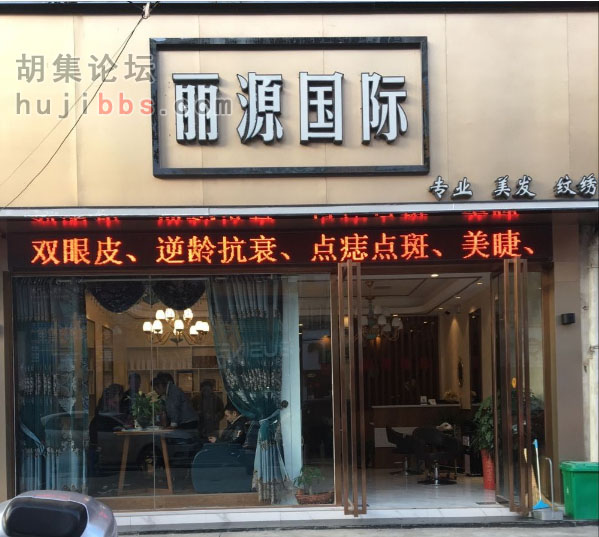 胡集论坛
hujibbs.com
丽源国际
专业 美发 纹绣
双眼皮、逆龄抗衰、点痣点斑、美睫、